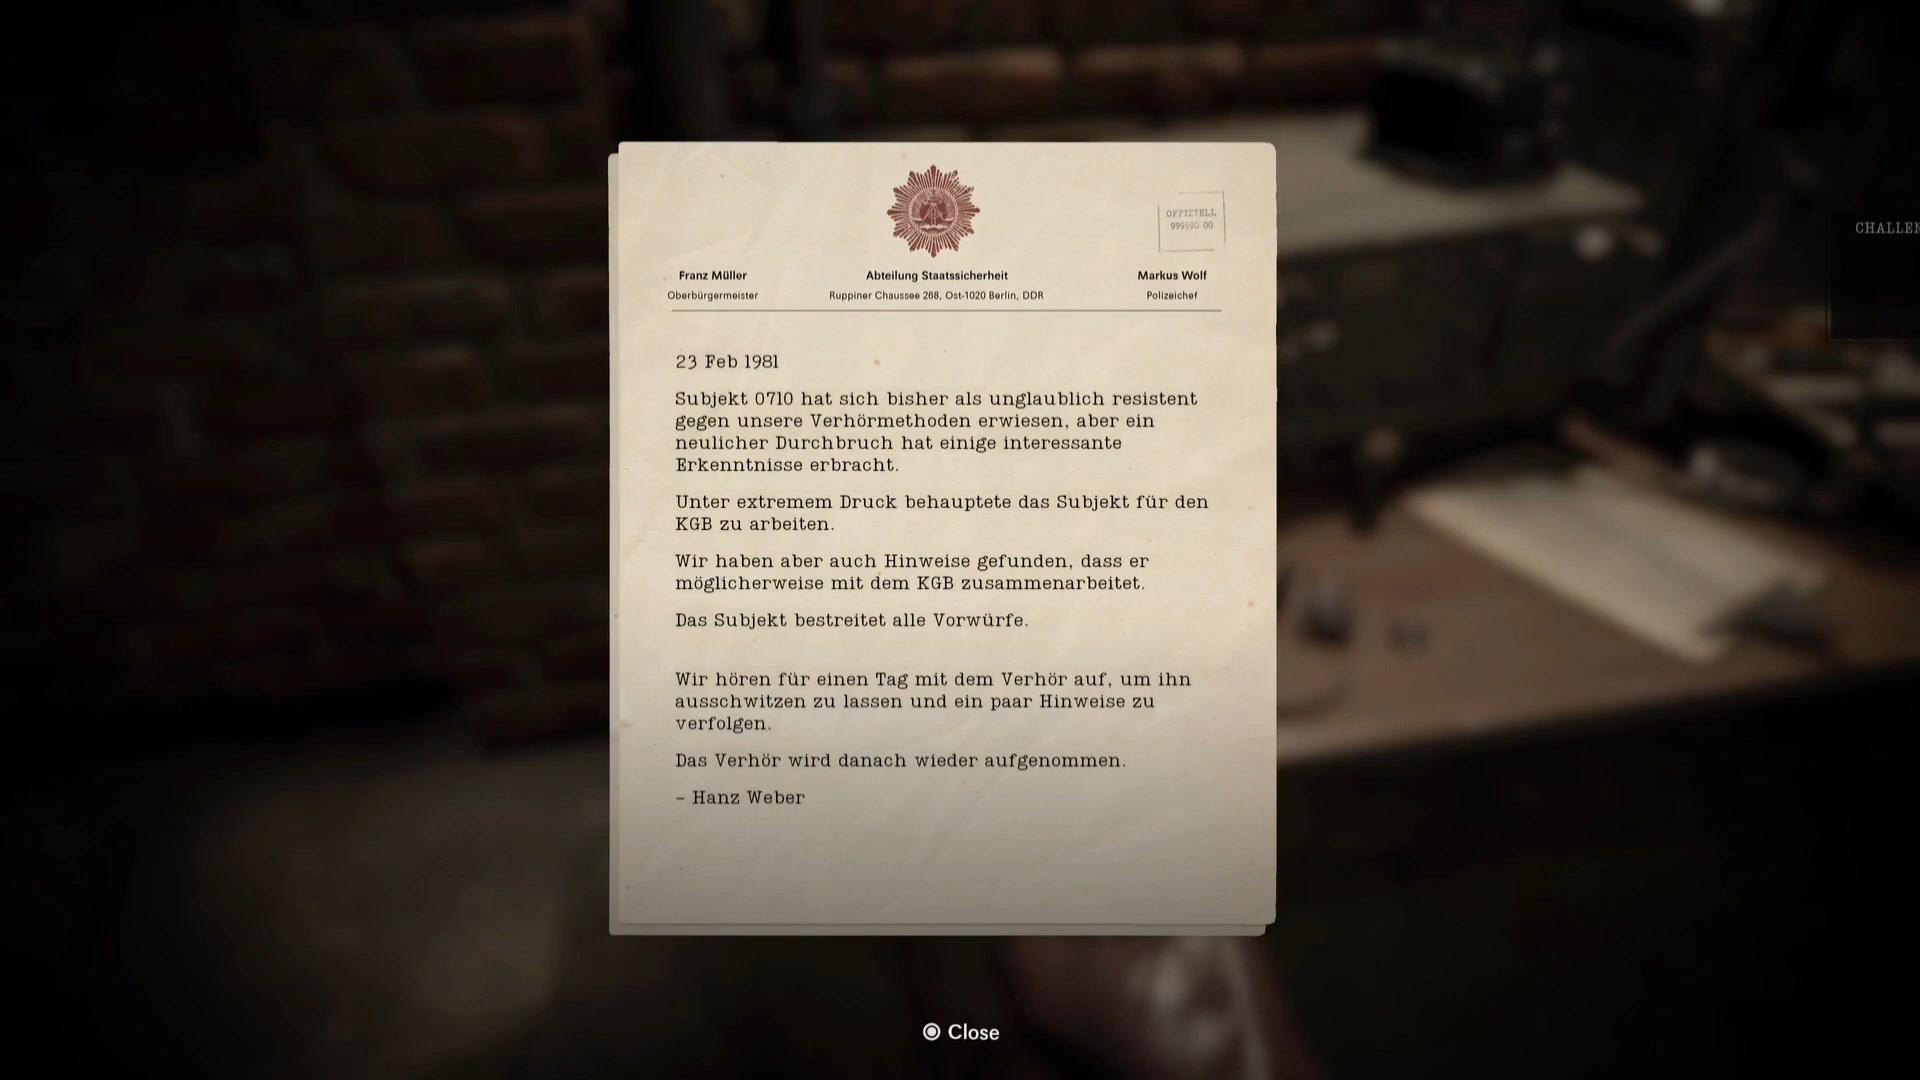 OFFIZIELL
999990 00
Franz Müller
Abteilung Staatssicherheit
Markus Wolf
Oberbürgermeister
Ruppiner Chaussee 268, Ost-1020 Berlin, DDR
Polizeichef
CHALLEN
23 Feb 1981
Subjekt 0710 hat sich bisher als unglaublich resistent
gegen unsere Verhörmethoden erwiesen, aber ein
neulicher Durchbruch hat einige interessante
Erkenntnisse erbracht.
Unter extremem Druck behauptete das Subjekt für den
KGB zu arbeiten.
Wir haben aber auch Hinweise gefunden, dass er
möglicherweise mit dem KGB zusammenarbeitet.
Das Subjekt bestreitet alle Vorwürfe.
Wir hören für einen Tag mit dem Verhör auf, um ihn
ausschwitzen zu lassen und ein paar Hinweise zu
verfolgen.
Das Verhör wird danach wieder aufgenommen.
– Hanz Weber
Close